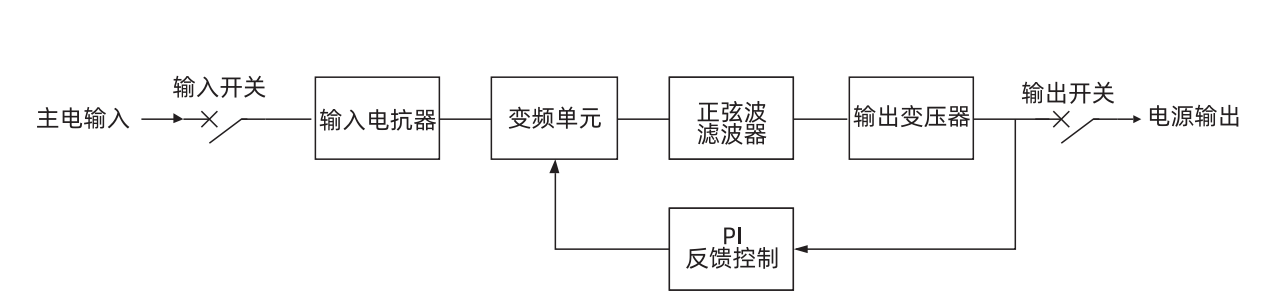 主电输入
输入开关
输入电抗器
变频单元
正弦波
滤波器
输出变压器
输出开关
电源输出
PI
反馈控制